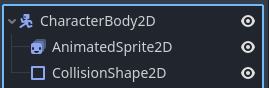 CharacterBody2D
AnimatedSprite2D
CollisionShape2D